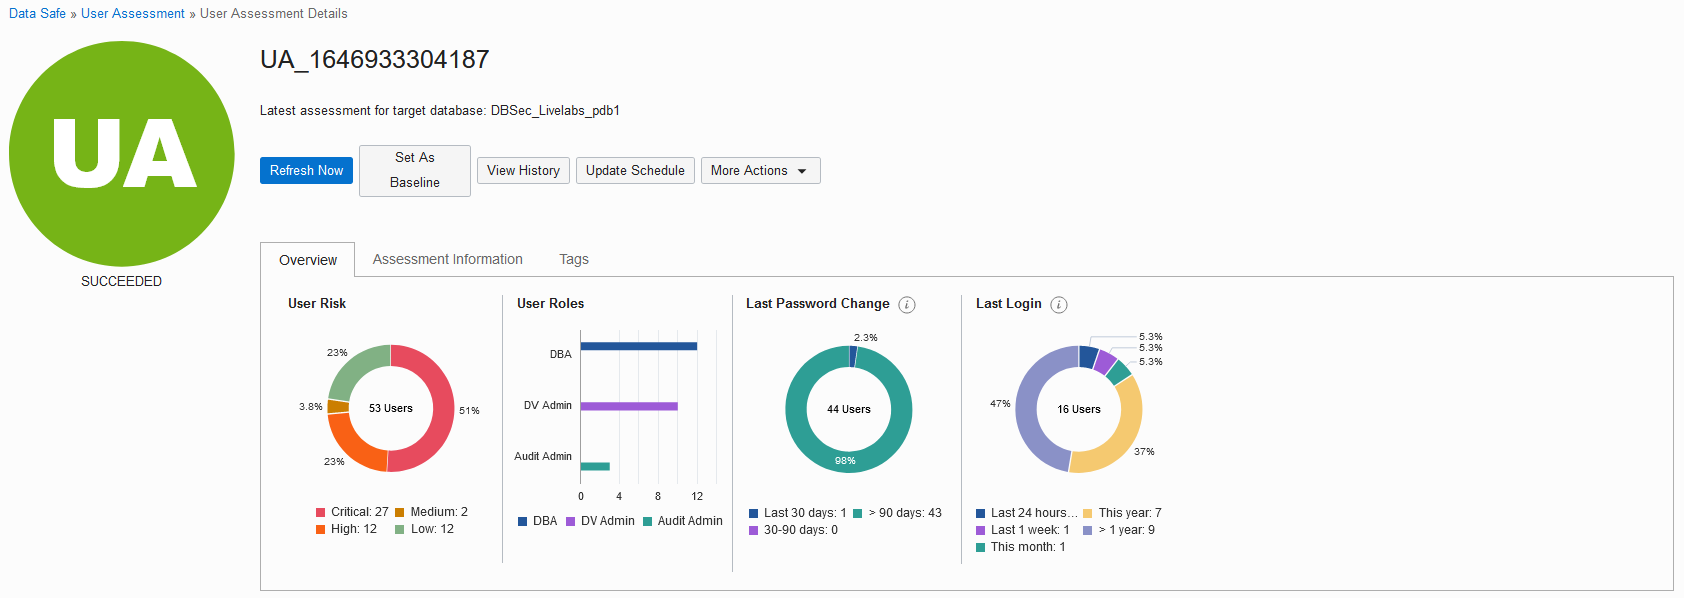 Data Safe » User Assessment » User Assessment Details
UA
SUCCEEDED
UA_1646933304187
Latest assessment for target database: DBSec_Livelabs_pdb1
Refresh Now
Set As
Baseline
View History
Update Schedule
More Actions
Overview
Assessment Information
Tags
User Risk
23%
3.8%
53 Users
51%
23%
Critical: 27
Medium: 2
High: 12
Low: 12
User Roles
DBA
DV Admin
Audit Admin
0 4 8 12
DBA DV Admin Audit Admin
Last Password Change i
2.3%
44 Users
98%
Last 30 days: 1
> 90 days: 43
30-90 days: 0
Last Login i
5.3%
5.3%
5.3%
47%
16 Users
37%
Last 24 hours...
This year: 7
Last 1 week: 1
> 1 year: 9
This month: 1